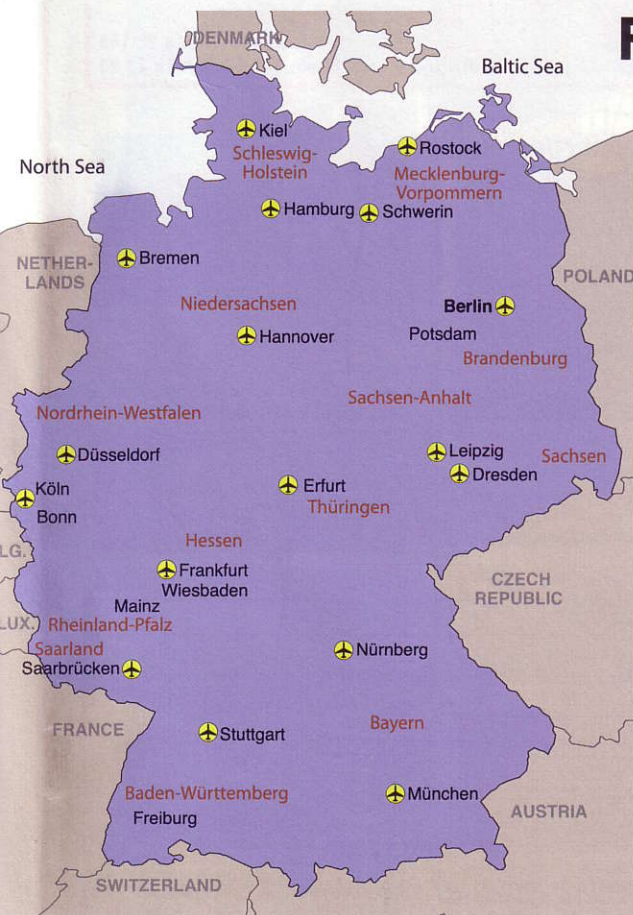 DENMARK
Baltic Sea
Kiel
Rostock
North Sea
Schleswig-
Holstein
Mecklenburg-
Vorpommern
Hamburg
Schwerin
NETHER-
LANDS
Bremen
POLAND
Niedersachsen
Berlin
Hannover
Potsdam
Brandenburg
Sachsen-Anhalt
Nordrhein-Westfalen
Düsseldorf
Leipzig
Sachsen
Dresden
Köln
Erfurt
Bonn
Thüringen
Hessen
LG.
Frankfurt
Wiesbaden
CZECH
REPUBLIC
Mainz
LUX.
Rheinland-Pfalz
Saarland
Nürnberg
Saarbrücken
FRANCE
Stuttgart
Bayern
Baden-Württemberg
München
Freiburg
AUSTRIA
SWITZERLAND